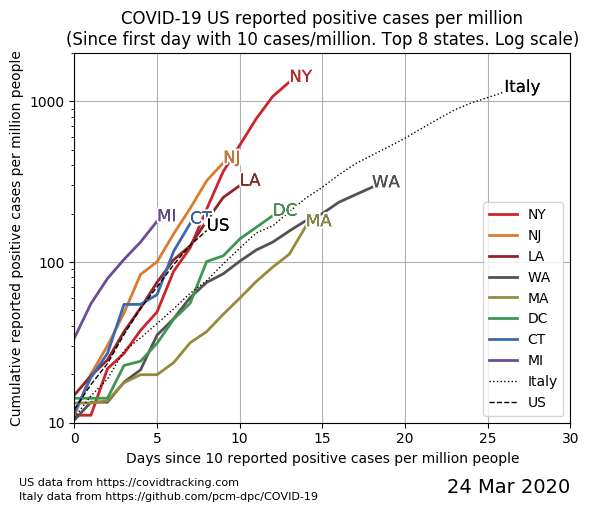 COVID-19 US reported positive cases per million
(Since first day with 10 cases/million. Top 8 states. Log scale)
Cumulative reported positive cases per million people
1000
100
10
NY
Italy
NJ
LA
WA
MI
CT
US
DC
MA
NY
NJ
LA
WA
MA
DC
CT
MI
Italy
US
0
5
10
15
20
25
30
Days since 10 reported positive cases per million people
US data from https://covidtracking.com
Italy data from https://github.com/pcm-dpc/COVID-19
24 Mar 2020